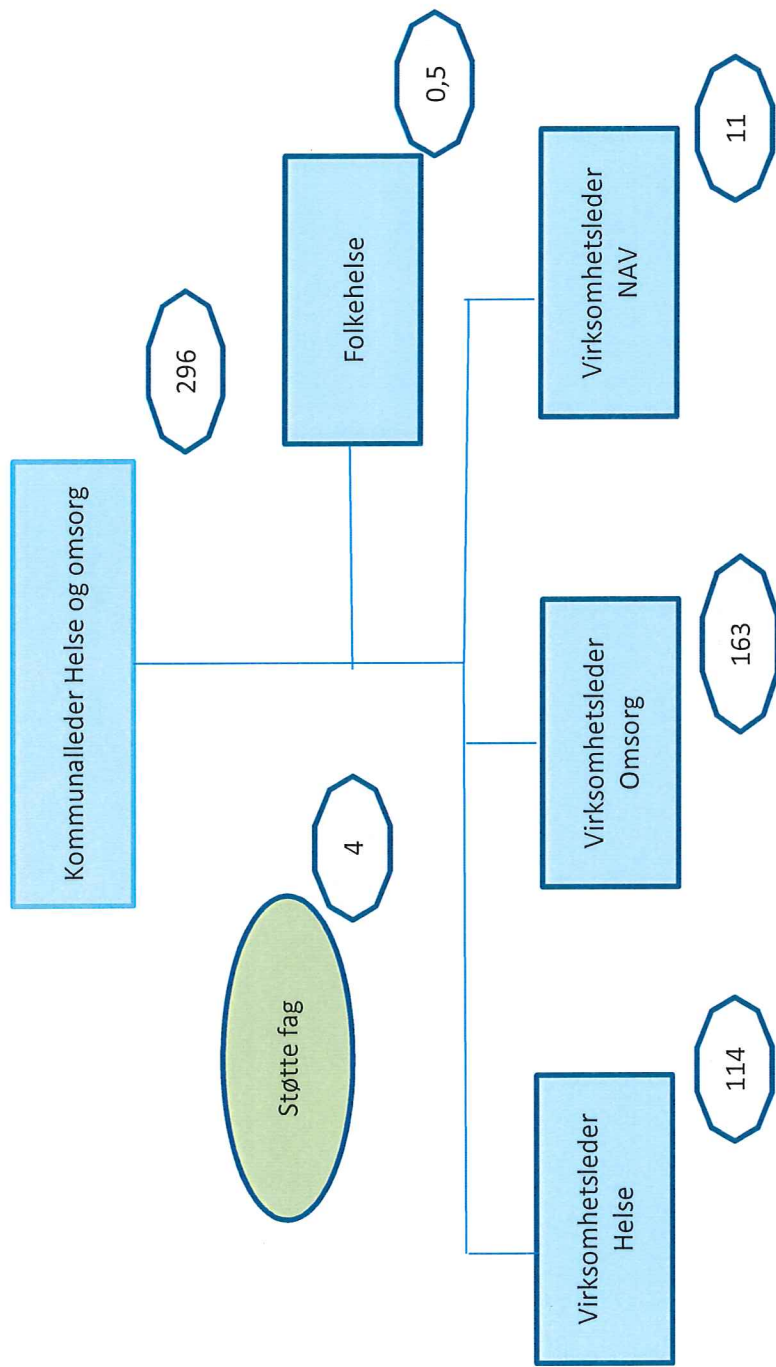 Kommunalleder Helse og omsorg
296
Støtte fag
4
Folkehelse
0,5
Virksomhetsleder
Helse
114
Virksomhetsleder
Omsorg
163
Virksomhetsleder
NAV
11